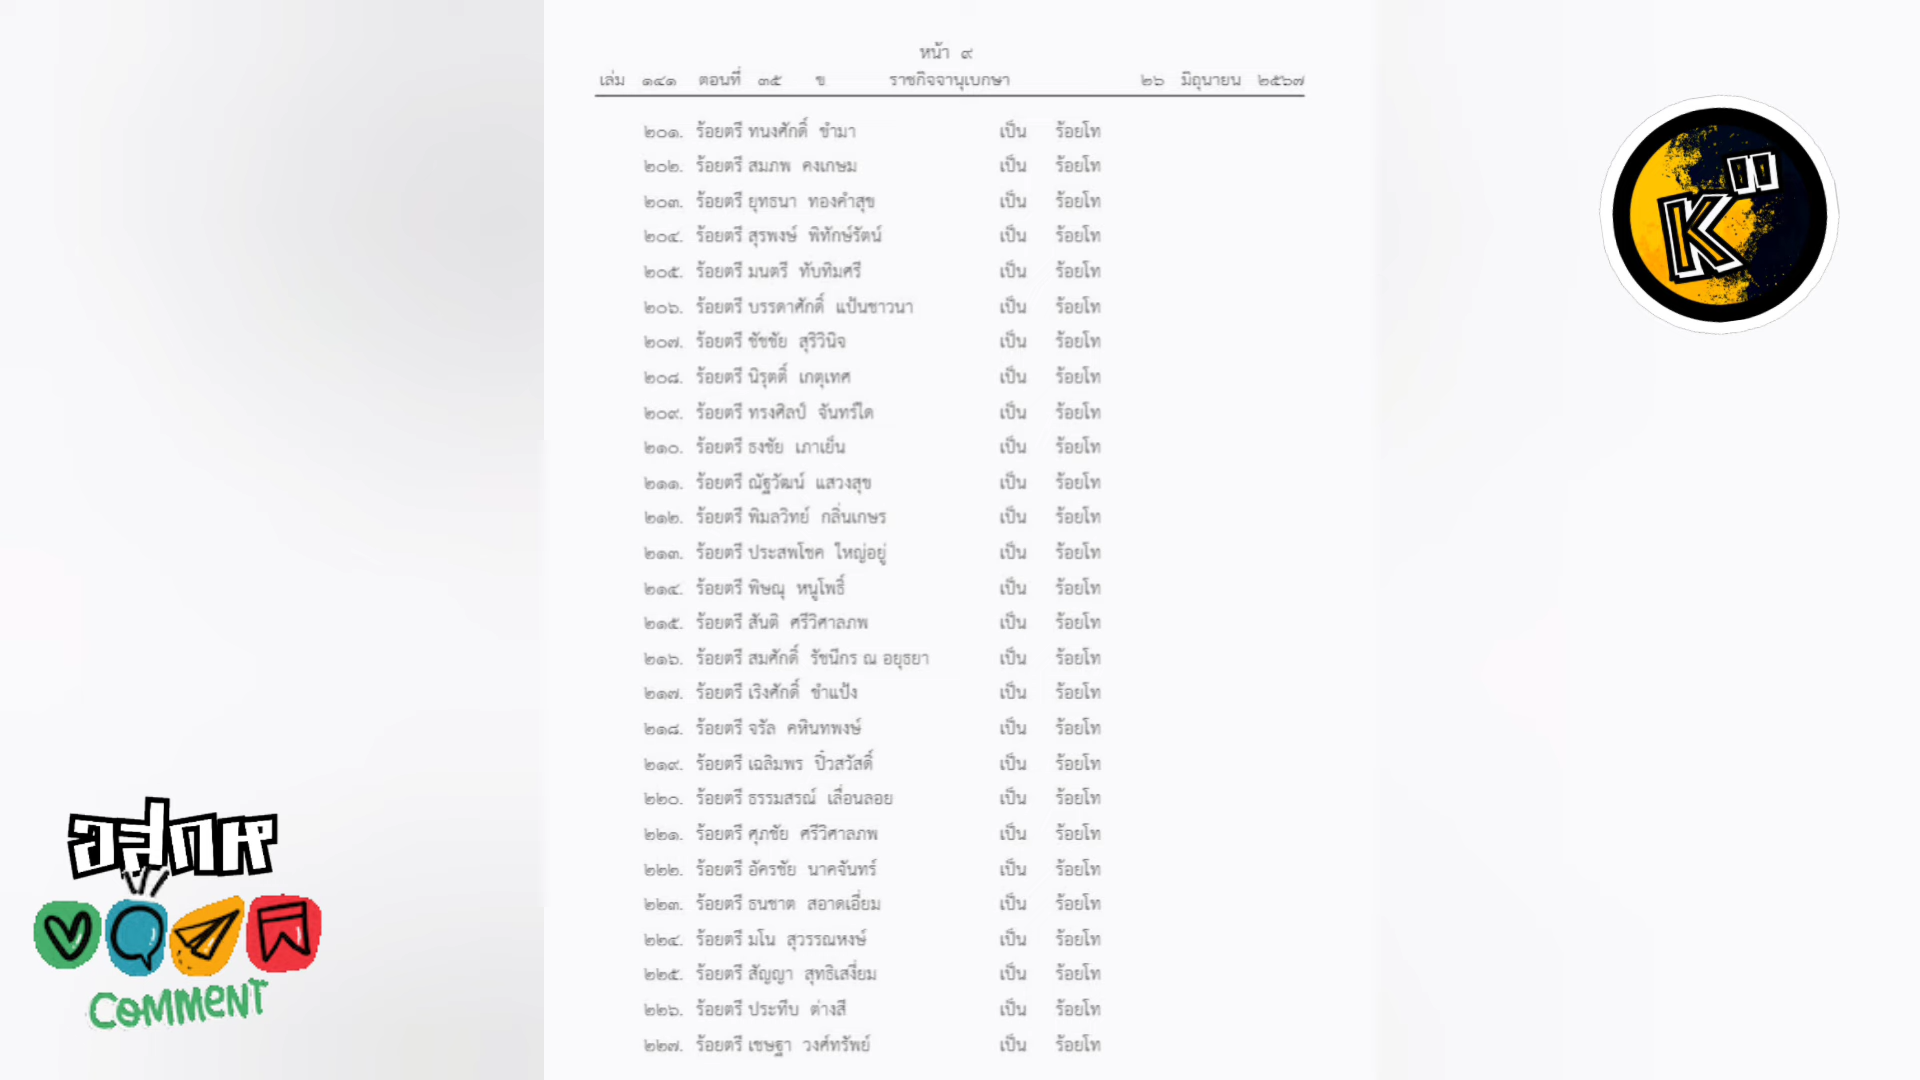 หน้า ๙
เล่ม ๑๔๑ ตอนที่ ๓๕ ข ราชกิจจานุเบกษา ๒๖ มิถุนายน ๒๕๖๗
๒๐๑. ร้อยตรี ทนงศักดิ์ ขำมา เป็น ร้อยโท
๒๐๒. ร้อยตรี สมภพ คงเกษม เป็น ร้อยโท
๒๐๓. ร้อยตรี ยุทธนา ทองคำสุข เป็น ร้อยโท
๒๐๔. ร้อยตรี สุรพงษ์ พิทักษ์รัตน์ เป็น ร้อยโท
๒๐๕. ร้อยตรี มนตรี ทับทิมศรี เป็น ร้อยโท
๒๐๖. ร้อยตรี บรรดาศักดิ์ แป้นชาวนา เป็น ร้อยโท
๒๐๗. ร้อยตรี ชัชชัย สุริวินิจ เป็น ร้อยโท
๒๐๘. ร้อยตรี นิรุตติ์ เกตุเทศ เป็น ร้อยโท
๒๐๙. ร้อยตรี ทรงศิลป์ จันทร์ใด เป็น ร้อยโท
๒๑๐. ร้อยตรี ธงชัย เภาเย็น เป็น ร้อยโท
๒๑๑. ร้อยตรี ณัฐวัฒน์ แสวงสุข เป็น ร้อยโท
๒๑๒. ร้อยตรี พิมลวิทย์ กลิ่นเกษร เป็น ร้อยโท
๒๑๓. ร้อยตรี ประสพโชค ใหญ่อยู่ เป็น ร้อยโท
๒๑๔. ร้อยตรี พิษณุ หนูโพธิ์ เป็น ร้อยโท
๒๑๕. ร้อยตรี สันติ ศรีวิศาลภพ เป็น ร้อยโท
๒๑๖. ร้อยตรี สมศักดิ์ รัชนีกร ณ อยุธยา เป็น ร้อยโท
๒๑๗. ร้อยตรี เริงศักดิ์ ขำแป้ง เป็น ร้อยโท
๒๑๘. ร้อยตรี จรัล คหินทพงษ์ เป็น ร้อยโท
๒๑๙. ร้อยตรี เฉลิมพร ปิ๋วสวัสดิ์ เป็น ร้อยโท
๒๒๐. ร้อยตรี ธรรมสรณ์ เลื่อนลอย เป็น ร้อยโท
๒๒๑. ร้อยตรี ศุภชัย ศรีวิศาลภพ เป็น ร้อยโท
๒๒๒. ร้อยตรี อัครชัย นาคจันทร์ เป็น ร้อยโท
๒๒๓. ร้อยตรี ธนชาต สอาดเอี่ยม เป็น ร้อยโท
๒๒๔. ร้อยตรี มโน สุวรรณหงษ์ เป็น ร้อยโท
๒๒๕. ร้อยตรี สัญญา สุทธิเสงี่ยม เป็น ร้อยโท
๒๒๖. ร้อยตรี ประทีบ ต่างสี เป็น ร้อยโท
๒๒๗. ร้อยตรี เชษฐา วงศ์ทรัพย์ เป็น ร้อยโท
K"
อสุกห
COMMENT